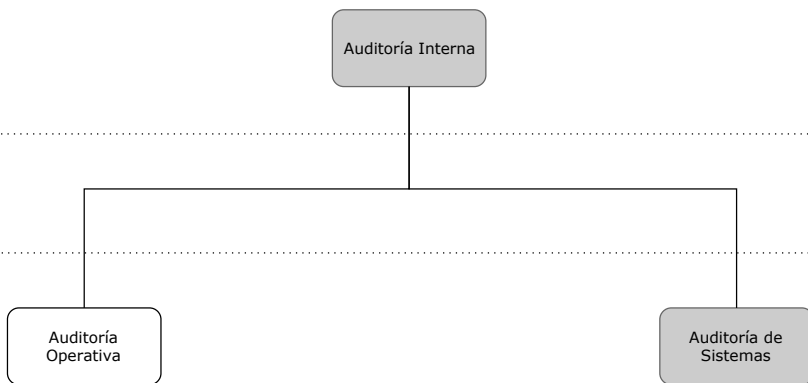 Auditoría Interna
Auditoría
Operativa
Auditoría de
Sistemas